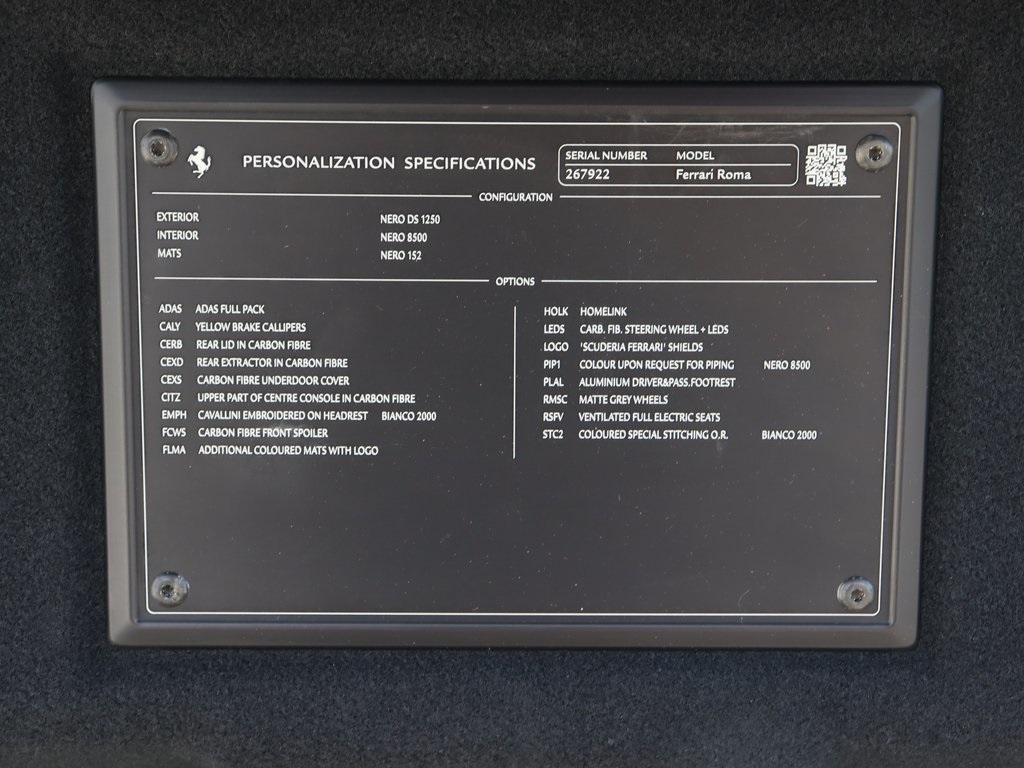 PERSONALIZATION SPECIFICATIONS
SERIAL NUMBER MODEL
267922 Ferrari Roma
CONFIGURATION
EXTERIOR NERO DS 1250
INTERIOR NERO 8500
MATS NERO 152
OPTIONS
ADAS ADAS FULL PACK
CALY YELLOW BRAKE CALLIPERS
CERB REAR LID IN CARBON FIBRE
CEXD REAR EXTRACTOR IN CARBON FIBRE
CEXS CARBON FIBRE UNDERDOOR COVER
CITZ UPPER PART OF CENTRE CONSOLE IN CARBON FIBRE
EMPH CAVALLINI EMBROIDERED ON HEADREST BIANCO 2000
FCWS CARBON FIBRE FRONT SPOILER
FLMA ADDITIONAL COLOURED MATS WITH LOGO
HOLK HOMELINK
LEDS CARB. FIB. STEERING WHEEL + LEDS
LOGO 'SCUDERIA FERRARI' SHIELDS
PIP1 COLOUR UPON REQUEST FOR PIPING NERO 8500
PLAL ALUMINIUM DRIVER&PASS.FOOTREST
RMSC MATTE GREY WHEELS
RSFV VENTILATED FULL ELECTRIC SEATS
STC2 COLOURED SPECIAL STITCHING O.R. BIANCO 2000